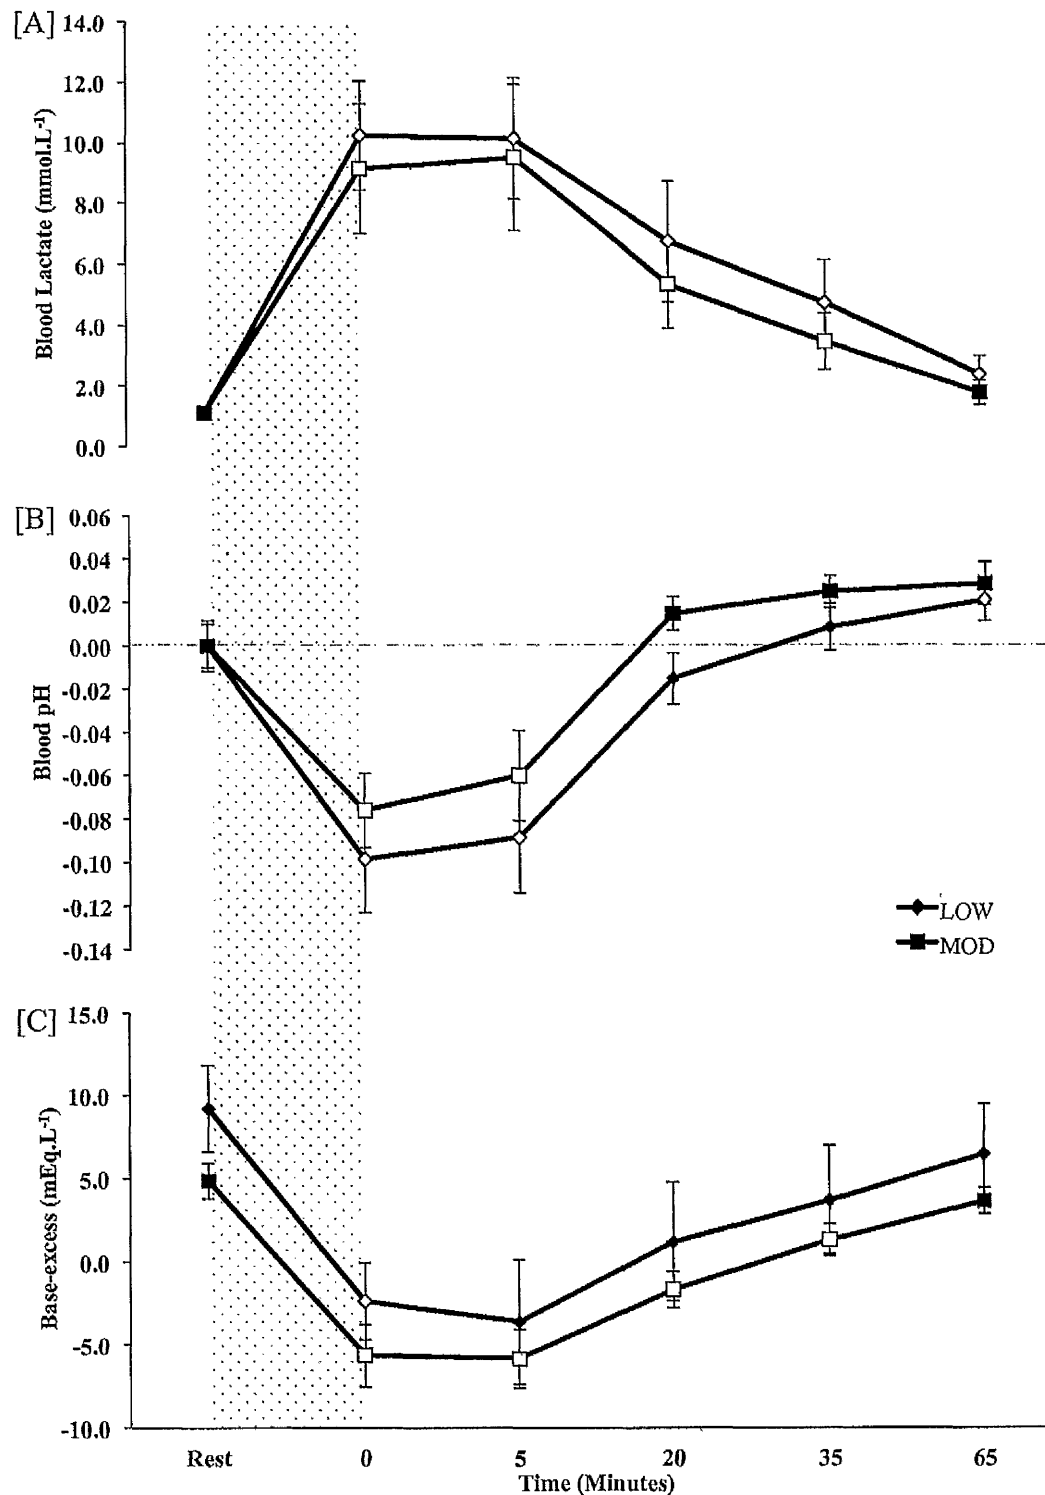 [A] 14.0
12.0
10.0
8.0
6.0
4.0
2.0
0.0
Blood Lactate (mmol.L⁻¹)
[B] 0.06
0.04
0.02
0.00
-0.02
-0.04
-0.06
-0.08
-0.10
-0.12
-0.14
Blood pH
LOW
MOD
[C] 15.0
10.0
5.0
0.0
-5.0
-10.0
Base-excess (mEq.L⁻¹)
Rest 0 5 20 35 65
Time (Minutes)